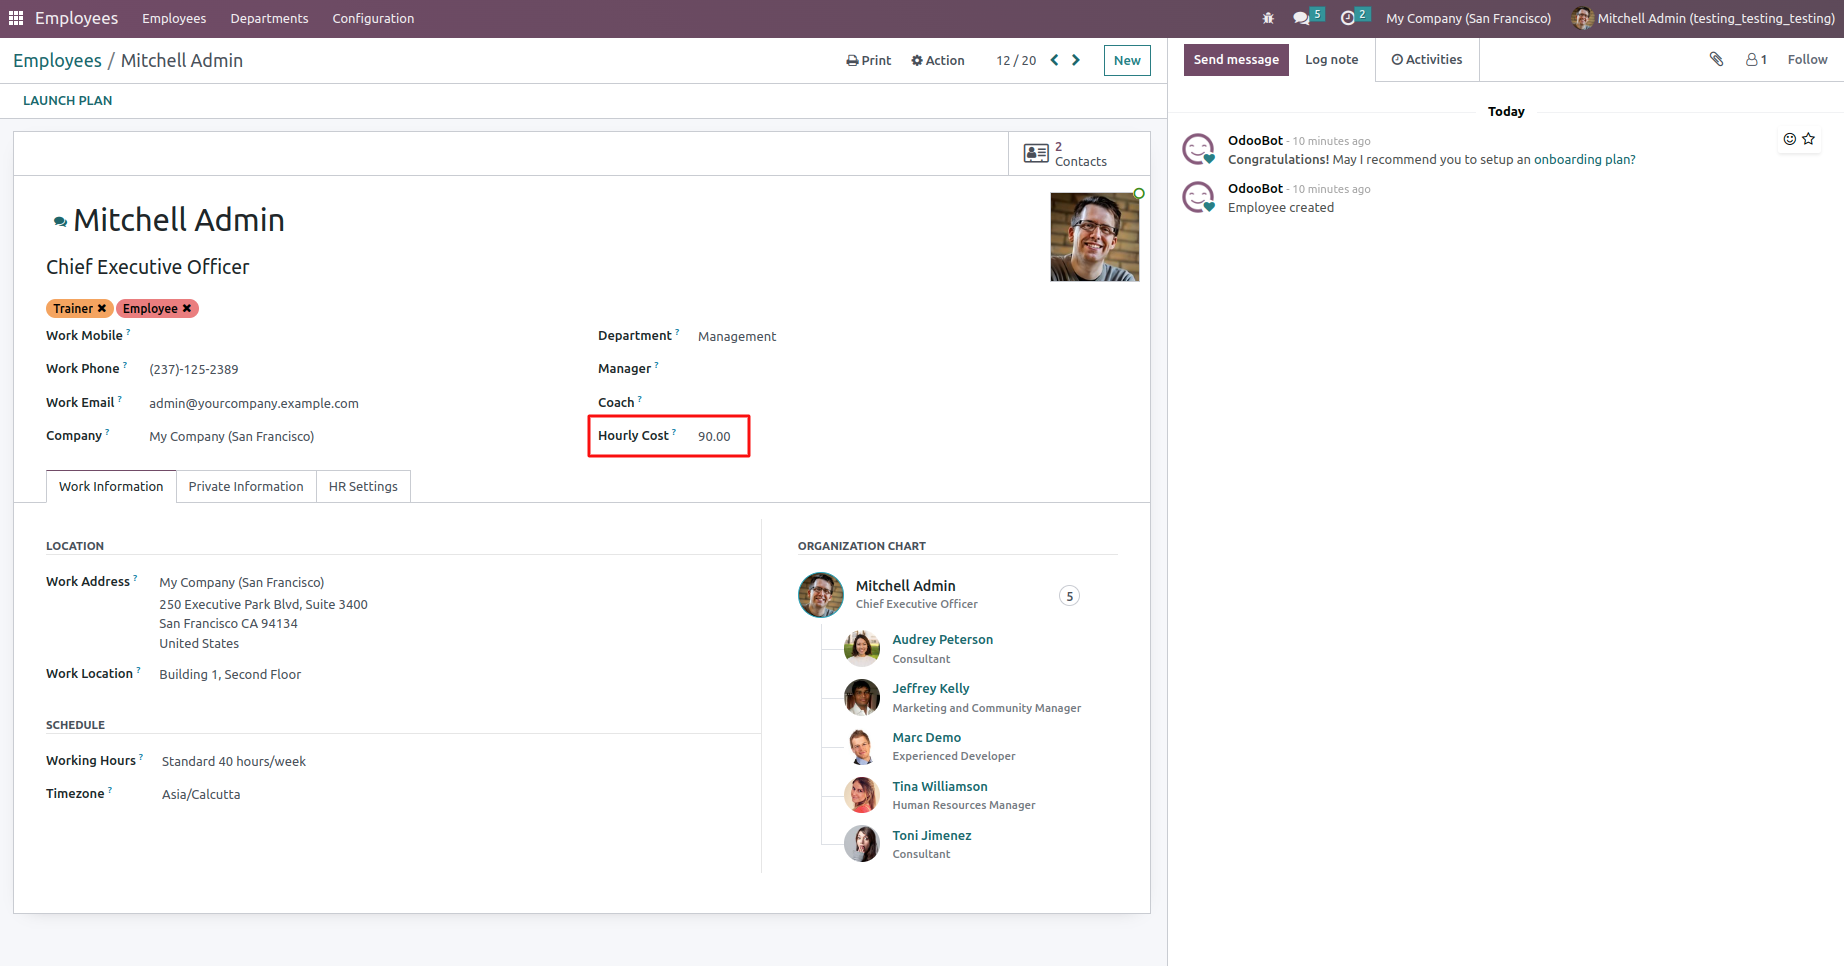 Employees Employees Departments Configuration 5 2 My Company (San Francisco) Mitchell Admin (testing_testing_testing)
Employees / Mitchell Admin Print Action 12 / 20 New
LAUNCH PLAN
2
Contacts
Mitchell Admin
Chief Executive Officer
Trainer ✖ Employee ✖
Work Mobile ?
Work Phone ? (237)-125-2389
Work Email ? admin@yourcompany.example.com
Company ? My Company (San Francisco)
Department ? Management
Manager ?
Coach ?
Hourly Cost ? 90.00
Work Information Private Information HR Settings
LOCATION
Work Address ? My Company (San Francisco)
250 Executive Park Blvd, Suite 3400
San Francisco CA 94134
United States
Work Location ? Building 1, Second Floor
SCHEDULE
Working Hours ? Standard 40 hours/week
Timezone ? Asia/Calcutta
ORGANIZATION CHART
Mitchell Admin
Chief Executive Officer
5
Audrey Peterson
Consultant
Jeffrey Kelly
Marketing and Community Manager
Marc Demo
Experienced Developer
Tina Williamson
Human Resources Manager
Toni Jimenez
Consultant
Send message Log note Activities 1 Follow
Today
OdooBot - 10 minutes ago
Congratulations! May I recommend you to setup an onboarding plan?
OdooBot - 10 minutes ago
Employee created